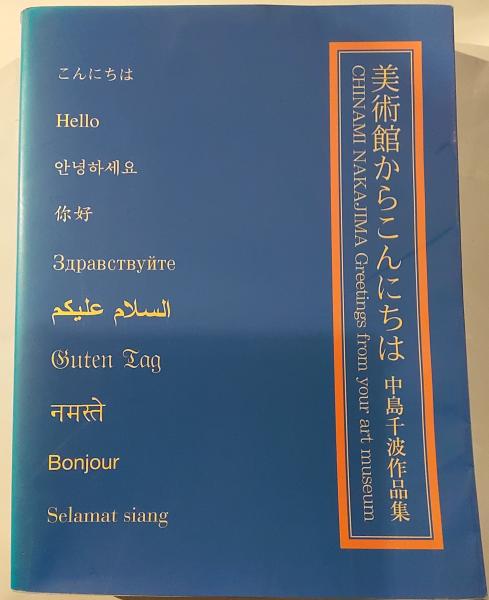 こんにちは
Hello
안녕하세요
你好
Здравствуйте
السلام عليكم
Guten Tag
नमस्ते
Bonjour
Selamat siang
美術館からこんにちは 中島千波作品集
CHINAMI NAKAJIMA Greetings from your art museum